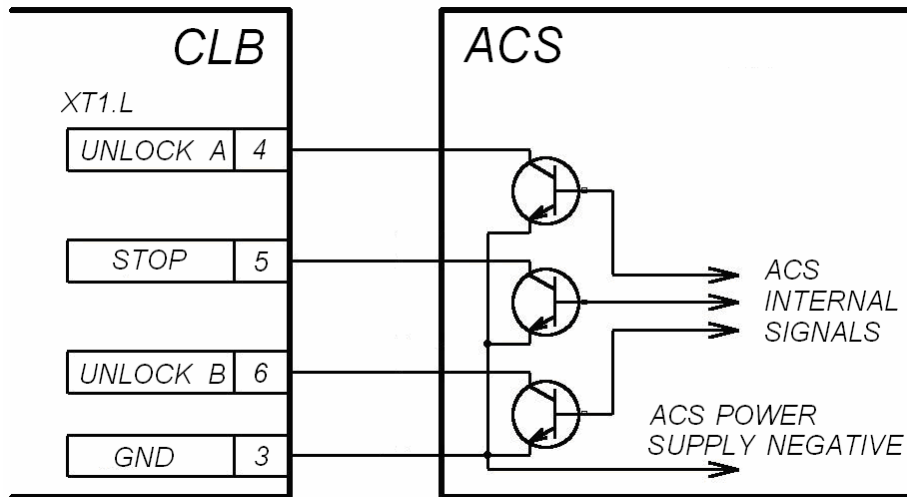 CLB
ACS
XT1.L
UNLOCK A 4
STOP 5
UNLOCK B 6
GND 3
ACS
INTERNAL
SIGNALS
ACS POWER
SUPPLY NEGATIVE